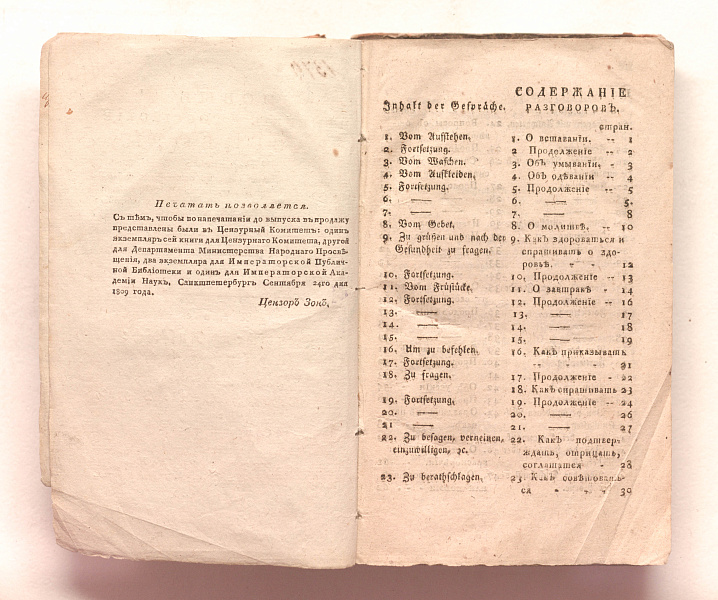 Печатать позволяется.
Съ тѣмъ, чтобы по напечатаніи до выпуска въ продажу
представлены были въ Цензурный Комитетъ: одинъ
экземпляръ сей книги для Цензурнаго Комитета, другой
для Департамента Министерства Народнаго Просвѣ-
щенія, два экземпляра для Императорской Публич-
ной Библіотеки и одинъ для Императорской Ака-
деміи Наукъ, Санктпетербургъ Сентября 24го дня
1809 года.
Цензоръ Зонъ,
Inhalt der Gespräche.
1. Vom Aufstehen.
2. Fortsetzung.
3. Vom Waschen.
4. Vom Aufkleiden,
5. Fortsetzung.
6. —
7. —
8. Vom Gebet.
9. Zu grüßen und nach der
Gesundheit zu fragen.
10. Fortsetzung.
11. Vom Frühstücke.
12. Fortsetzung.
13. —
14. —
15. —
16. Um zu befehlen.
17. Fortsetzung.
18. Zu fragen.
19. Fortsetzung,
20. —
21 —
22. Zu besagen, verneinen,
einzuwilligen, ꝛc.
23. Zu berathschlagen.
СОДЕРЖАНІЕ
РАЗГОВОРОВЪ,
стран.
1. О вставаніи. -- 1
2 Продолженіе -- 2
3. Объ умываніи, - 3
4. Объ одѣваніи -- 4
5. Продолженіе -- 5
6. — 5.
7. — 8
8. О молитвѣ, -- 10
9. Какъ здороваться и
спрашивать о здо-
ровьѣ. - - 12
10, Продолженіе -- 13
11. О завтракѣ - 14
12. Продолженіе -- 16
13. — 17
14. — 18
15. — 19
16. Какъ приказывать
- - 21
17. Продолженіе - 22
18. Какъ спрашивать 23
19. Продолженіе -- 24
20. — 26
21. — 27
22. Какъ подтвер-
ждать, отрицать,
соглашатся - 28
23 Какъ совѣтовать-
ся - - - 30